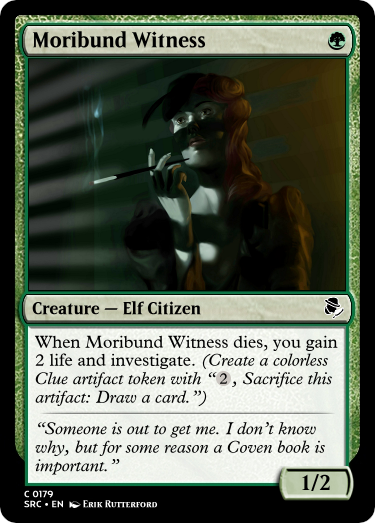 Moribund Witness
Creature — Elf Citizen
When Moribund Witness dies, you gain
2 life and investigate. (Create a colorless
Clue artifact token with “2, Sacrifice this
artifact: Draw a card.”)
“Someone is out to get me. I don’t know
why, but for some reason a Coven book is
important.”
1/2
C 0179
SRC • EN Erik Rutterford